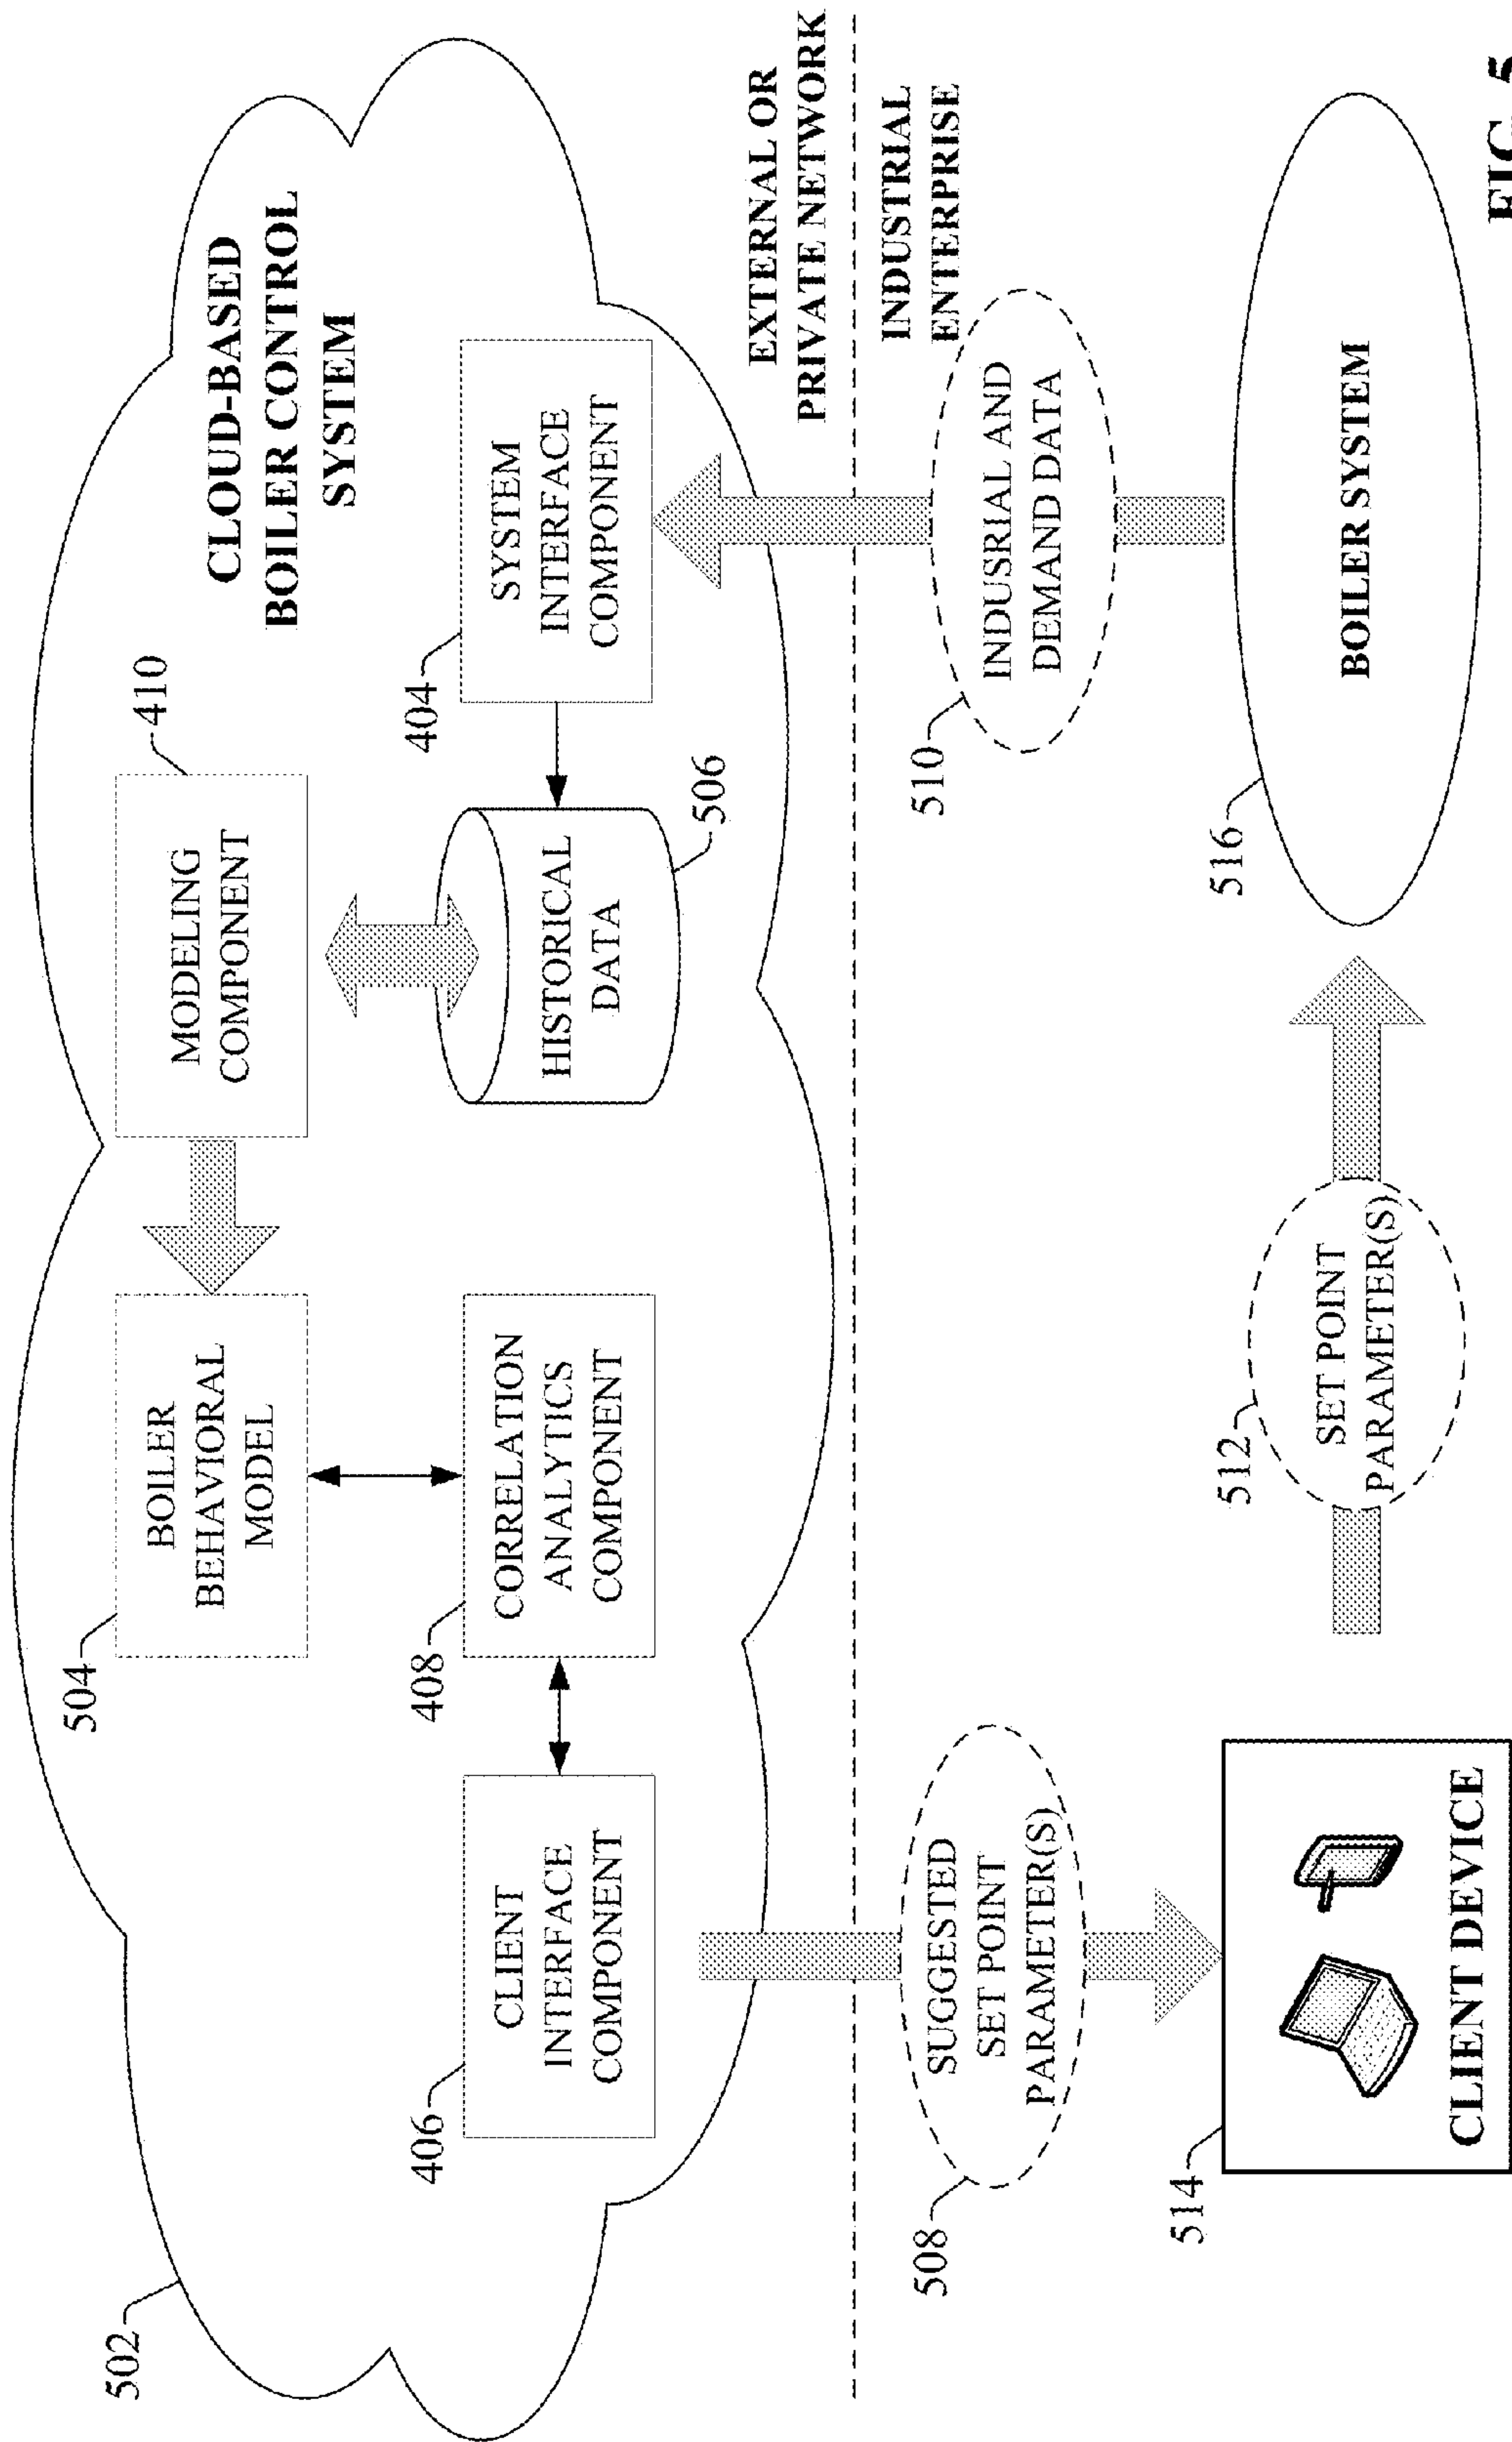 502
504
410
CLOUD-BASED
BOILER CONTROL
SYSTEM
BOILER
BEHAVIORAL
MODEL
MODELING
COMPONENT
406
408
404
CLIENT
INTERFACE
COMPONENT
CORRELATION
ANALYTICS
COMPONENT
HISTORICAL
DATA
SYSTEM
INTERFACE
COMPONENT
506
EXTERNAL OR
PRIVATE NETWORK
INDUSTRIAL
ENTERPRISE
508
SUGGESTED
SET POINT
PARAMETER(S)
510
INDUSRIAL AND
DEMAND DATA
514
CLIENT DEVICE
512
SET POINT
PARAMETER(S)
516
BOILER SYSTEM
FIG. 5